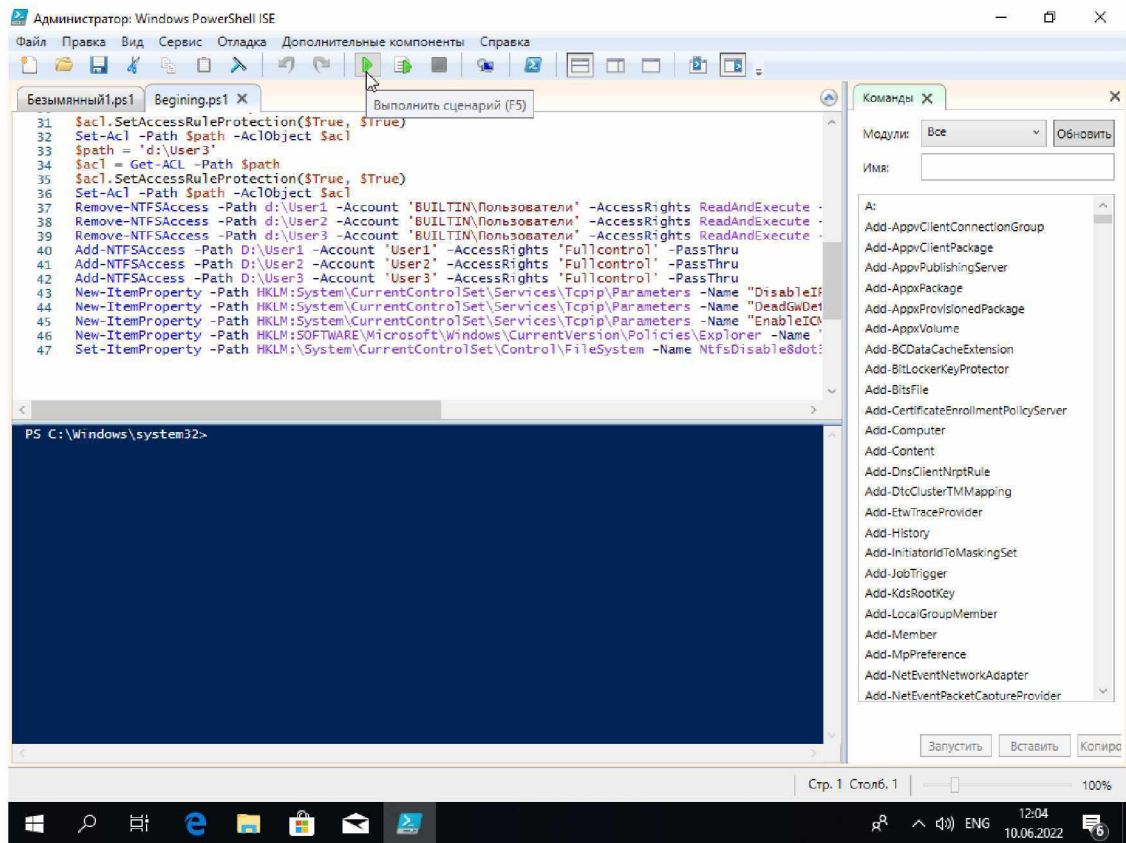 Администратор: Windows PowerShell ISE
Файл Правка Вид Сервис Отладка Дополнительные компоненты Справка
Безымянный1.ps1 Begining.ps1 X
Выполнить сценарий (F5)
31 $acl.SetAccessRuleProtection($True, $True)
32 Set-Acl -Path $path -AclObject $acl
33 $path = 'd:\User3'
34 $acl = Get-ACL -Path $path
35 $acl.SetAccessRuleProtection($True, $True)
36 Set-Acl -Path $path -AclObject $acl
37 Remove-NTFSAccess -Path d:\User1 -Account 'BUILTIN\Пользователи' -AccessRights ReadAndExecute -
38 Remove-NTFSAccess -Path d:\User2 -Account 'BUILTIN\Пользователи' -AccessRights ReadAndExecute -
39 Remove-NTFSAccess -Path d:\User3 -Account 'BUILTIN\Пользователи' -AccessRights ReadAndExecute -
40 Add-NTFSAccess -Path D:\User1 -Account 'User1' -AccessRights 'Fullcontrol' -PassThru
41 Add-NTFSAccess -Path D:\User2 -Account 'User2' -AccessRights 'Fullcontrol' -PassThru
42 Add-NTFSAccess -Path D:\User3 -Account 'User3' -AccessRights 'Fullcontrol' -PassThru
43 New-ItemProperty -Path HKLM:System\CurrentControlSet\Services\Tcpip\Parameters -Name "DisableIP
44 New-ItemProperty -Path HKLM:System\CurrentControlSet\Services\Tcpip\Parameters -Name "DeadGWDet
45 New-ItemProperty -Path HKLM:System\CurrentControlSet\Services\Tcpip\Parameters -Name "EnableICM
46 New-ItemProperty -Path HKLM:SOFTWARE\Microsoft\Windows\CurrentVersion\Policies\Explorer -Name
47 Set-ItemProperty -Path HKLM:\System\CurrentControlSet\Control\FileSystem -Name NtfsDisable8dot3
PS C:\Windows\system32>
Команды X
Модули: Все Обновить
Имя:
A:
Add-AppvClientConnectionGroup
Add-AppvClientPackage
Add-AppvPublishingServer
Add-AppxPackage
Add-AppxProvisionedPackage
Add-AppxVolume
Add-BCDataCacheExtension
Add-BitLockerKeyProtector
Add-BitsFile
Add-CertificateEnrollmentPolicyServer
Add-Computer
Add-Content
Add-DnsClientNrptRule
Add-DtcClusterTMMapping
Add-EtwTraceProvider
Add-History
Add-InitiatorIdToMaskingSet
Add-JobTrigger
Add-KdsRootKey
Add-LocalGroupMember
Add-Member
Add-MpPreference
Add-NetEventNetworkAdapter
Add-NetEventPacketCaptureProvider
Запустить Вставить Копиро
Стр. 1 Столб. 1 100%
ENG 12:04
10.06.2022
6